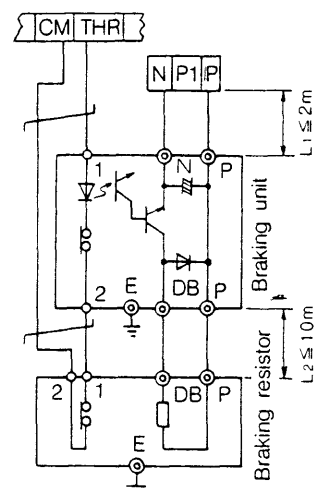 CM THR
N P1 P
L1 ≦ 2m
1 N P
Braking unit
2 E DB P
L2 ≦ 10m
2 1 DB P
Braking resistor
E